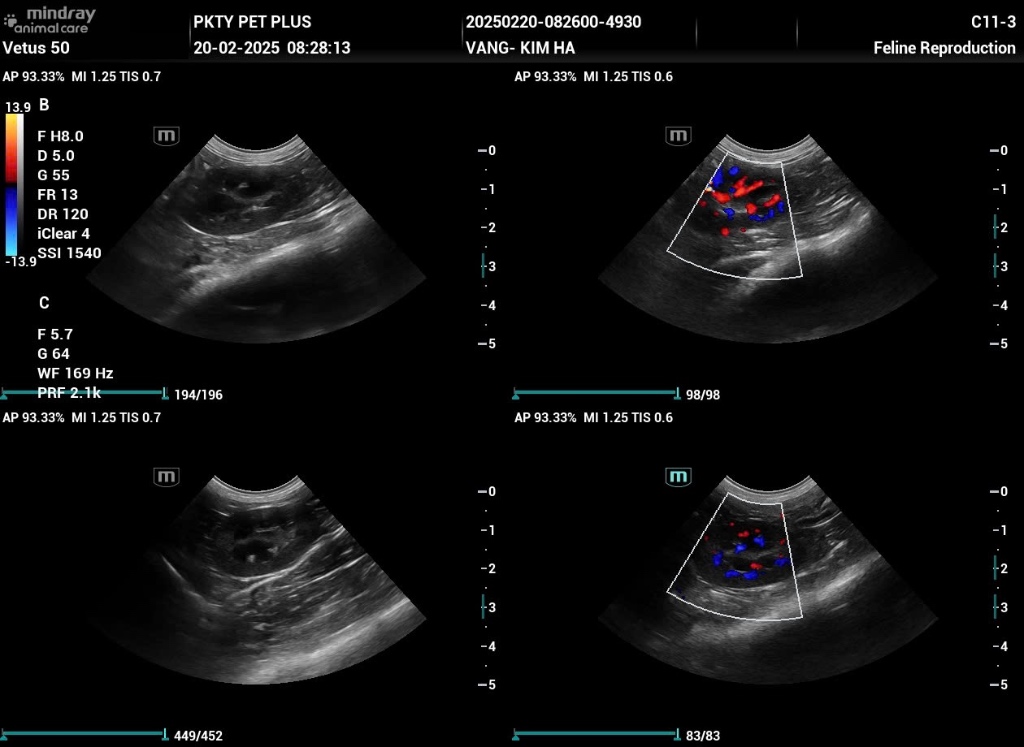 mindray
animal care
Vetus 50
PKTY PET PLUS
20-02-2025 08:28:13
20250220-082600-4930
VANG- KIM HA
C11-3
Feline Reproduction
AP 93.33% MI 1.25 TIS 0.7
AP 93.33% MI 1.25 TIS 0.6
13.9
B
F H8.0
D 5.0
G 55
FR 13
DR 120
iClear 4
SSI 1540
-13.9
C
F 5.7
G 64
WF 169 Hz
PRF 2.1k
m
0
1
2
3
4
5
194/196
m
0
1
2
3
4
5
98/98
AP 93.33% MI 1.25 TIS 0.7
AP 93.33% MI 1.25 TIS 0.6
m
0
1
2
3
4
5
449/452
m
0
1
2
3
4
5
83/83